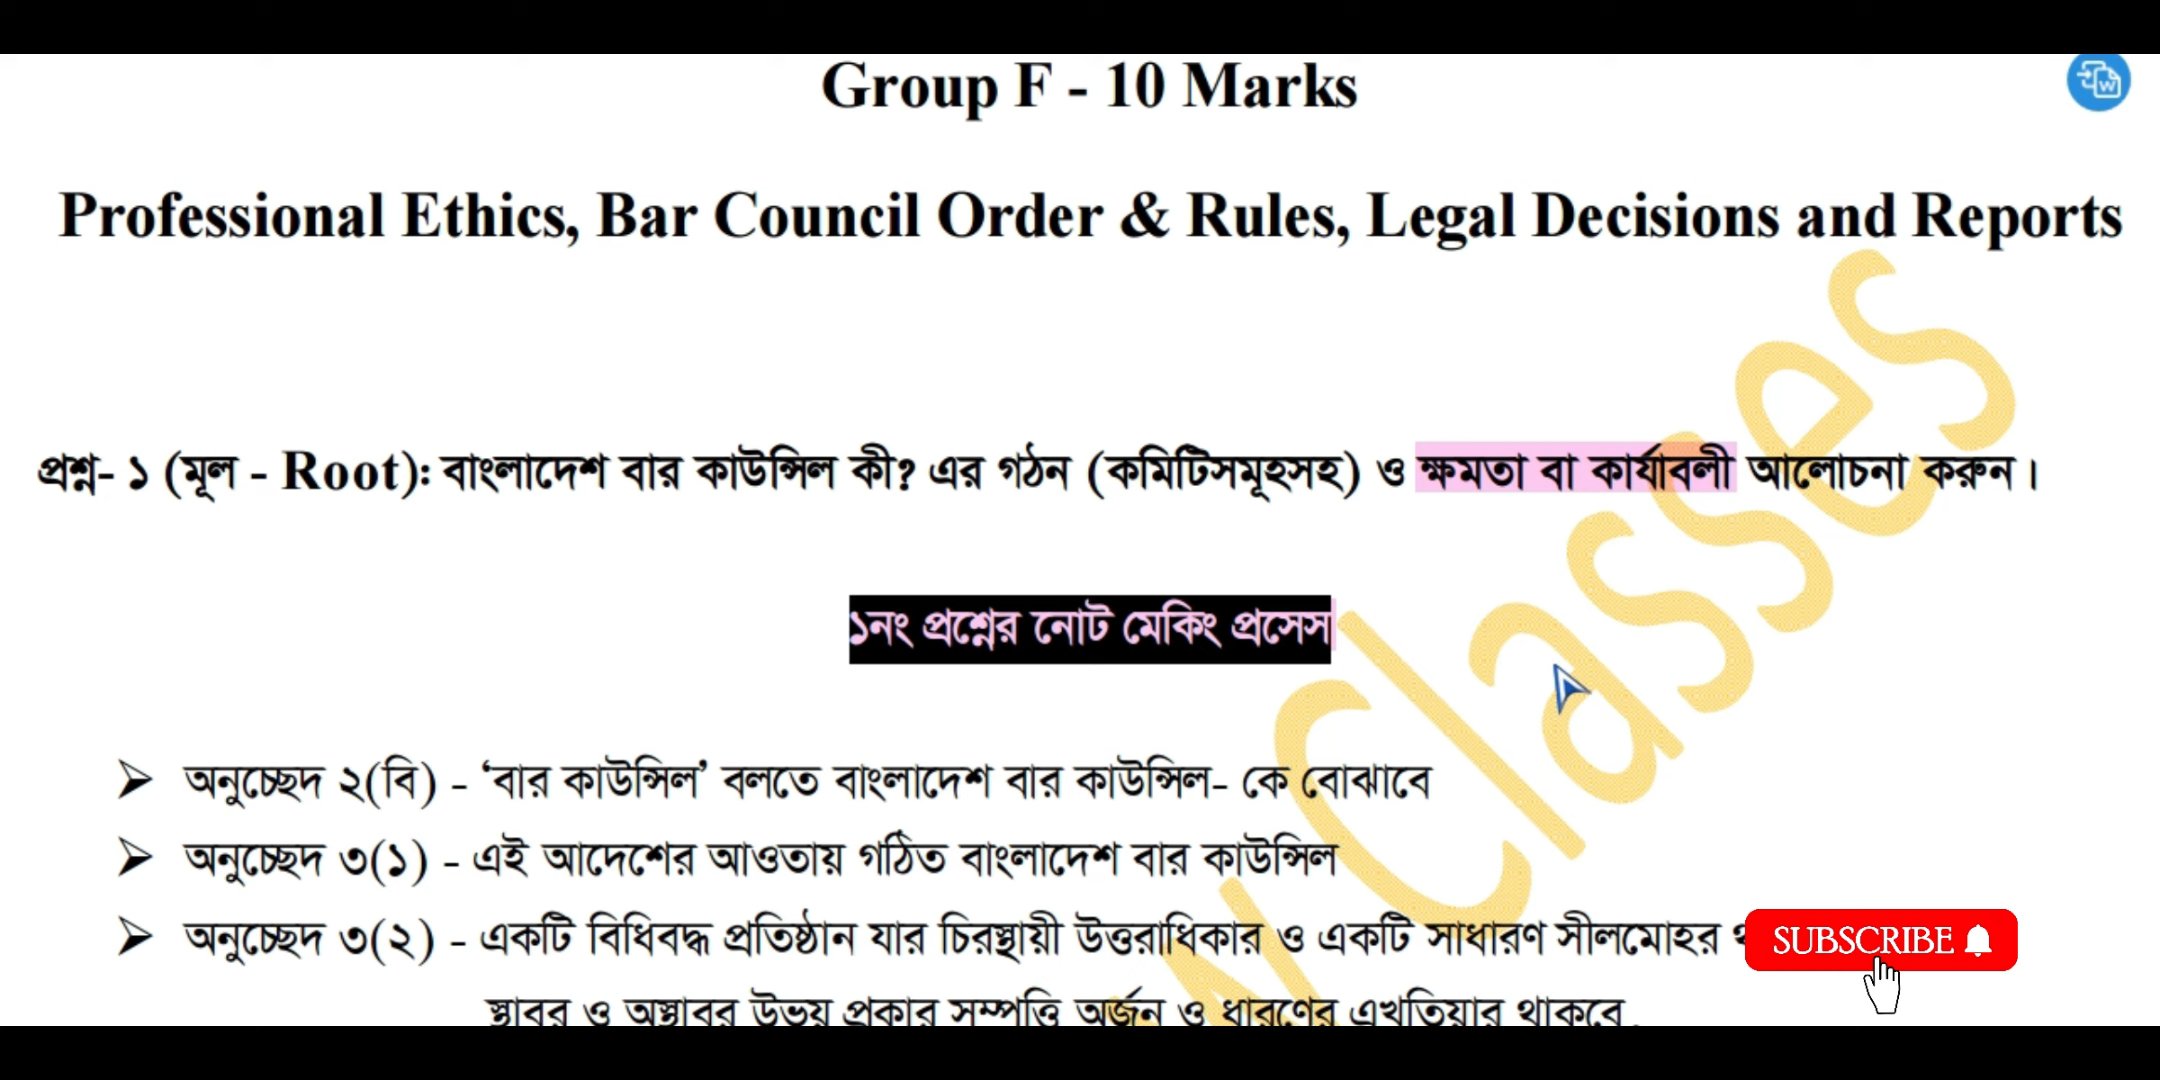 Group F - 10 Marks
Professional Ethics, Bar Council Order & Rules, Legal Decisions and Reports
প্রশ্ন- ১ (মূল - Root): বাংলাদেশ বার কাউন্সিল কী? এর গঠন (কমিটিসমূহসহ) ও ক্ষমতা বা কার্যাবলী আলোচনা করুন।
১নং প্রশ্নের নোট মেকিং প্রসেস
➢ অনুচ্ছেদ ২(বি) - ‘বার কাউন্সিল’ বলতে বাংলাদেশ বার কাউন্সিল- কে বোঝাবে
➢ অনুচ্ছেদ ৩(১) - এই আদেশের আওতায় গঠিত বাংলাদেশ বার কাউন্সিল
➢ অনুচ্ছেদ ৩(২) - একটি বিধিবদ্ধ প্রতিষ্ঠান যার চিরস্থায়ী উত্তরাধিকার ও একটি সাধারণ সীলমোহর
SUBSCRIBE
স্থাবর ও অস্থাবর উভয় প্রকার সম্পত্তি অর্জন ও ধারণের এখতিয়ার থাকবে
Classes